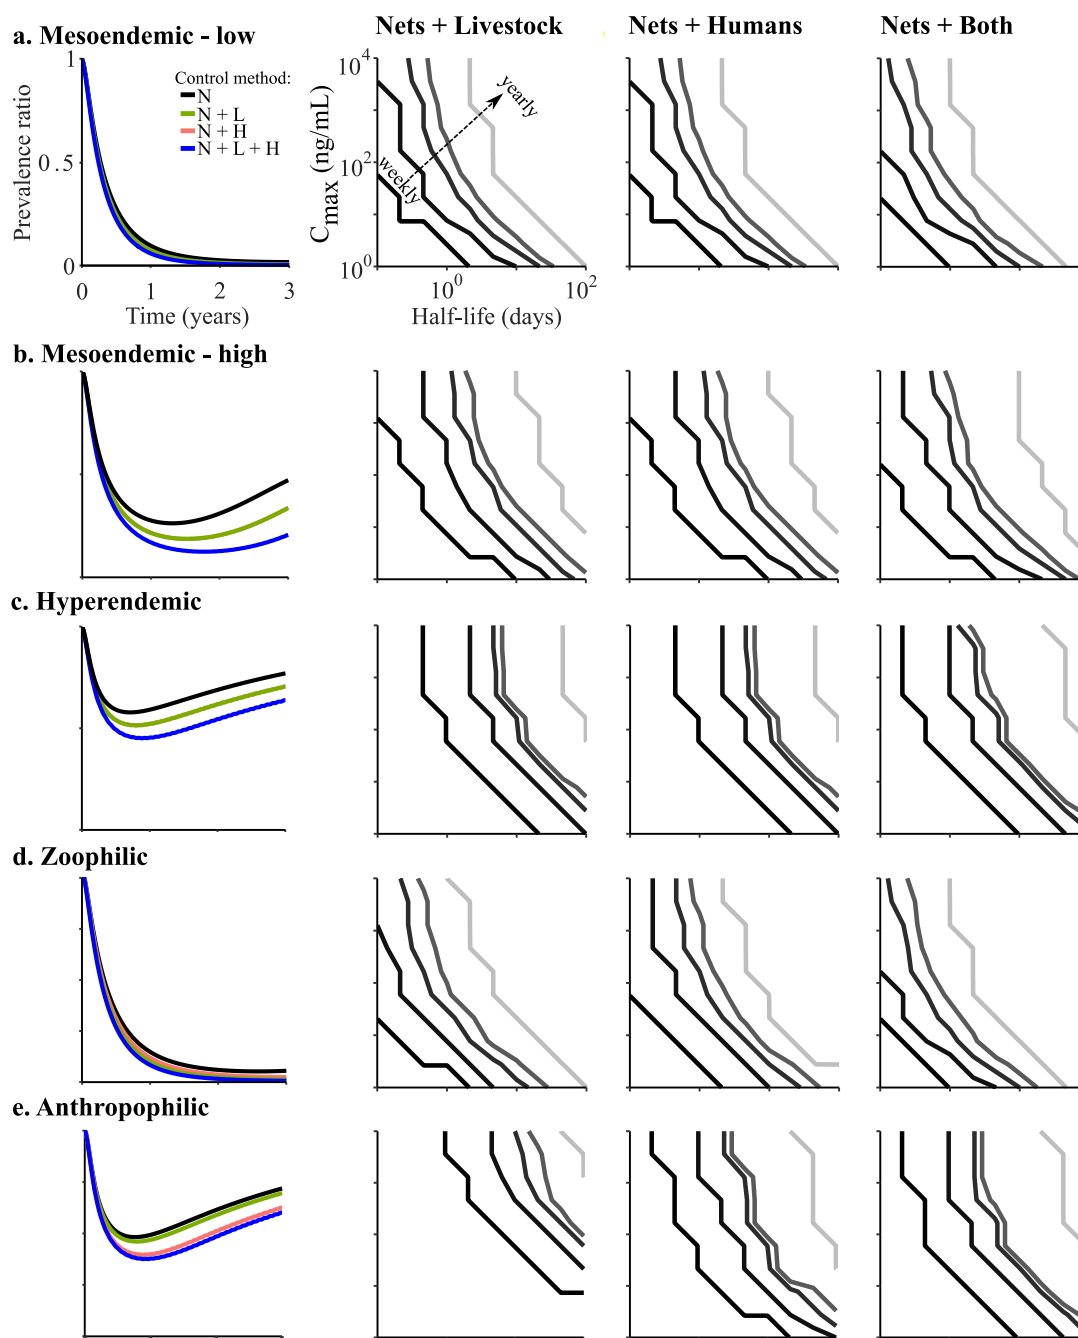 a. Mesoendemic - low
Nets + Livestock
Nets + Humans
Nets + Both
Prevalence ratio
1
0.5
0
Control method:
N
N + L
N + H
N + L + H
0
1
2
3
Time (years)
C_max (ng/mL)
10^4
10^2
10^0
weekly
yearly
10^0
10^2
Half-life (days)
b. Mesoendemic - high
c. Hyperendemic
d. Zoophilic
e. Anthropophilic